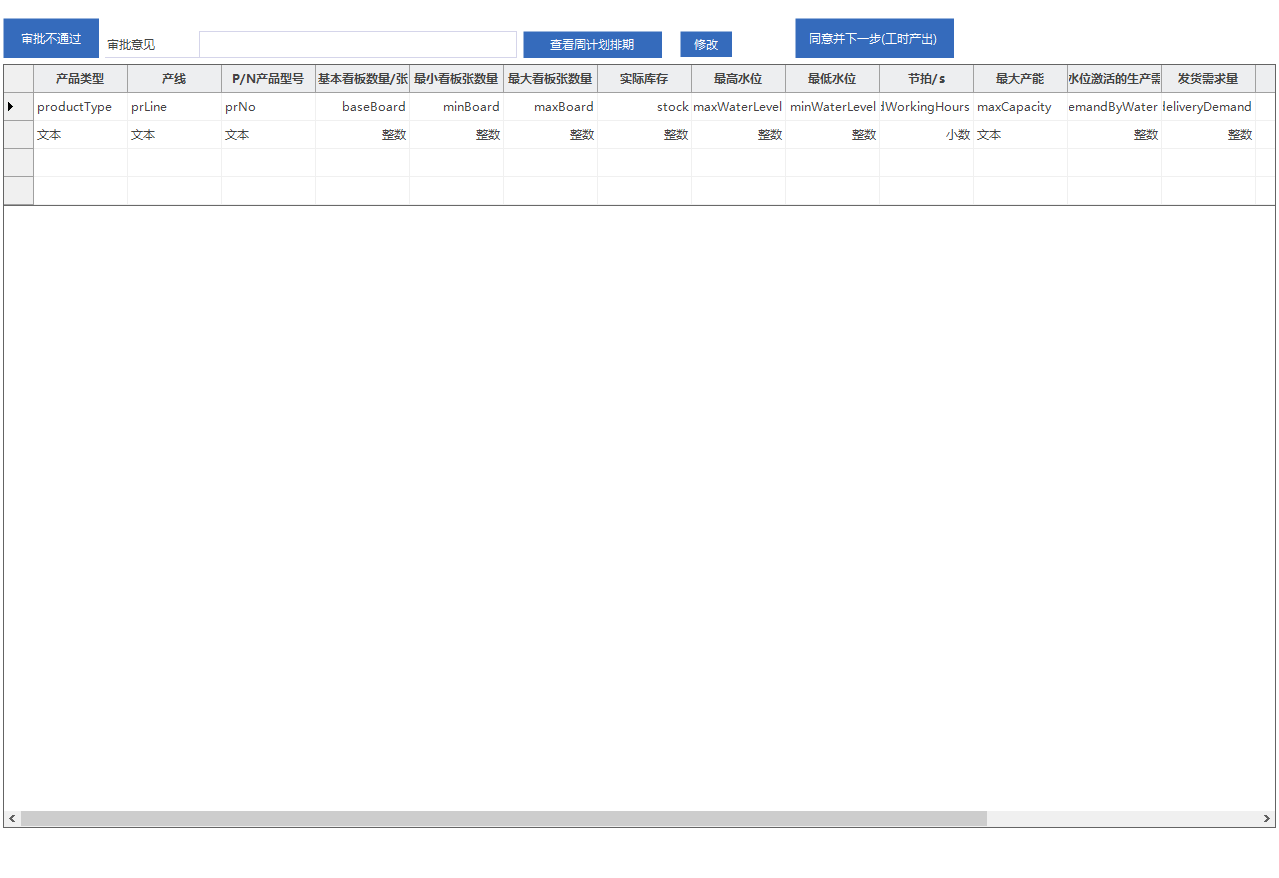 审批不通过 审批意见 查看周计划排期 修改 同意并下一步(工时产出)
产品类型 产线 P/N产品型号 基本看板数量/张 最小看板张数量 最大看板张数量 实际库存 最高水位 最低水位 节拍/s 最大产能 水位激活的生产需 发货需求量
productType prLine prNo baseBoard minBoard maxBoard stock maxWaterLevel minWaterLevel dWorkingHours maxCapacity emandByWater deliveryDemand
文本 文本 文本 整数 整数 整数 整数 整数 整数 小数 文本 整数 整数